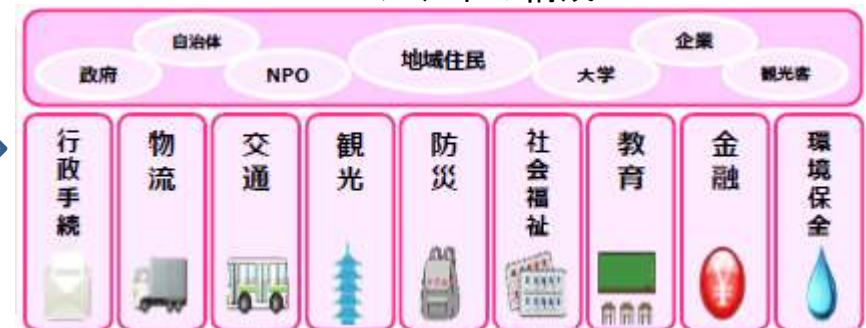 自治体
企業
地域住民
政府
NPO
大学
観光客
行政手続
物流
交通
観光
防災
社会福祉
教育
金融
環境保全
¥